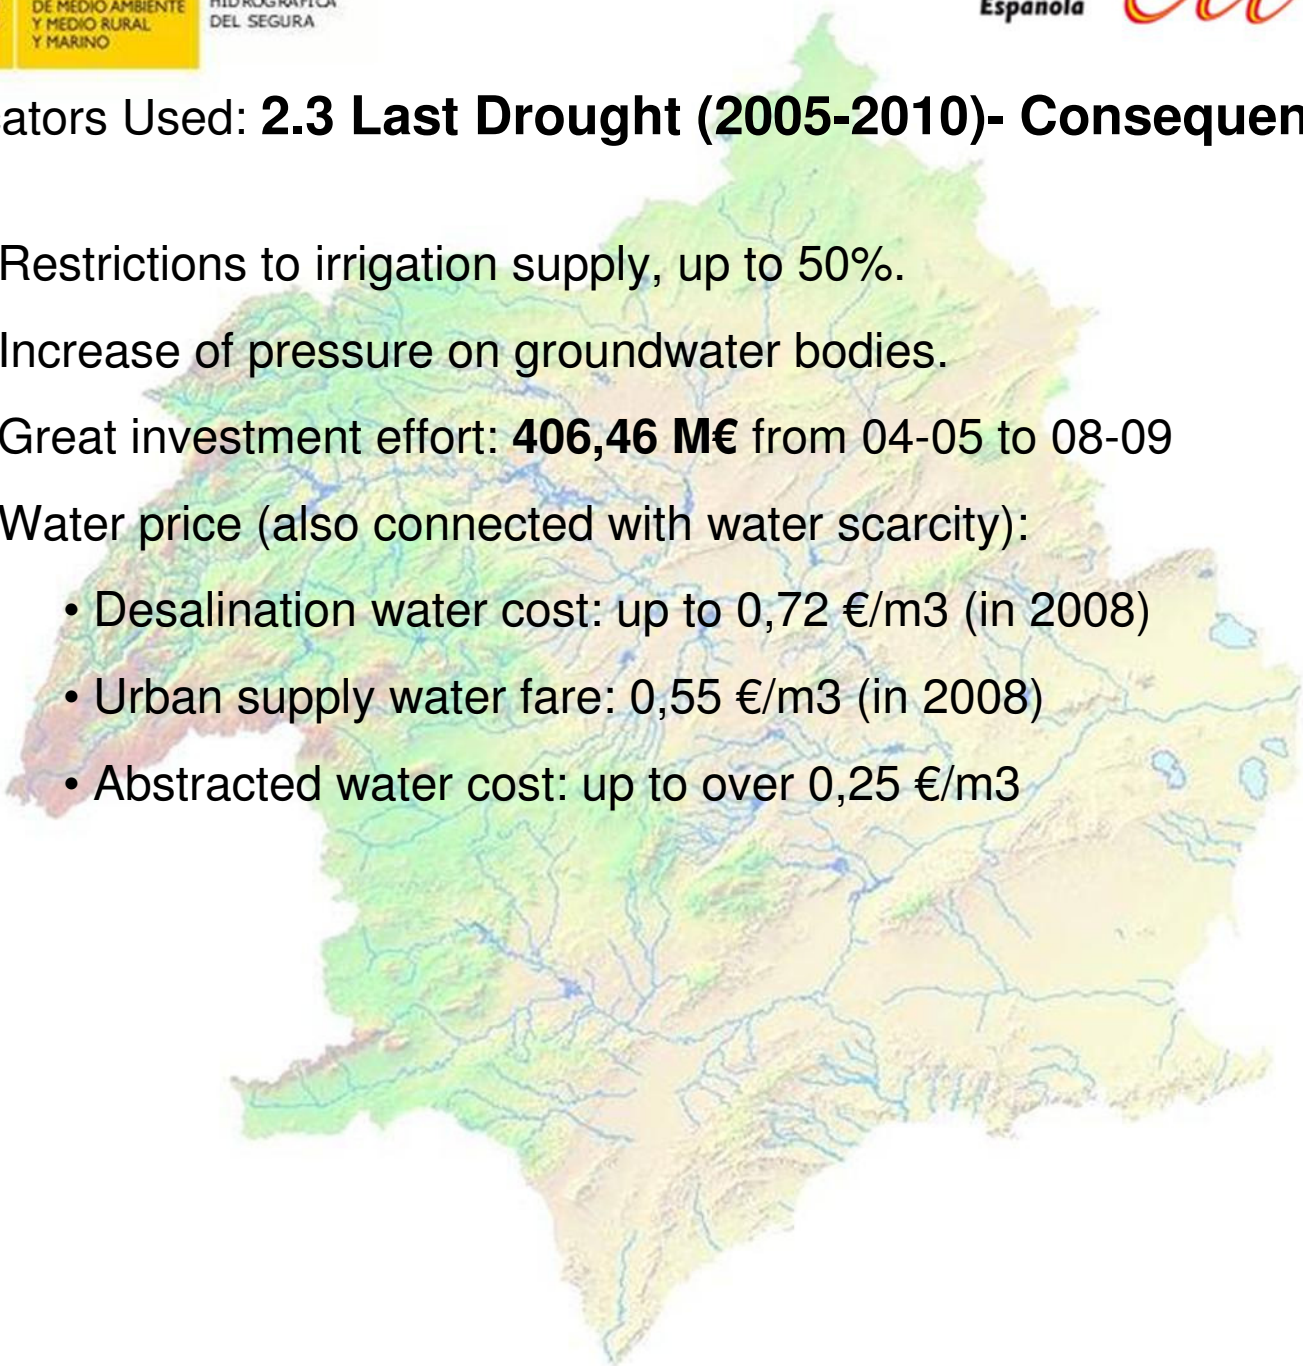 DE MEDIO AMBIENTE
Y MEDIO RURAL
Y MARINO
HIDROGRÁFICA
DEL SEGURA
Española
ators Used: 2.3 Last Drought (2005-2010)- Consequen
Restrictions to irrigation supply, up to 50%.
Increase of pressure on groundwater bodies.
Great investment effort: 406,46 M€ from 04-05 to 08-09
Water price (also connected with water scarcity):
• Desalination water cost: up to 0,72 €/m3 (in 2008)
• Urban supply water fare: 0,55 €/m3 (in 2008)
• Abstracted water cost: up to over 0,25 €/m3